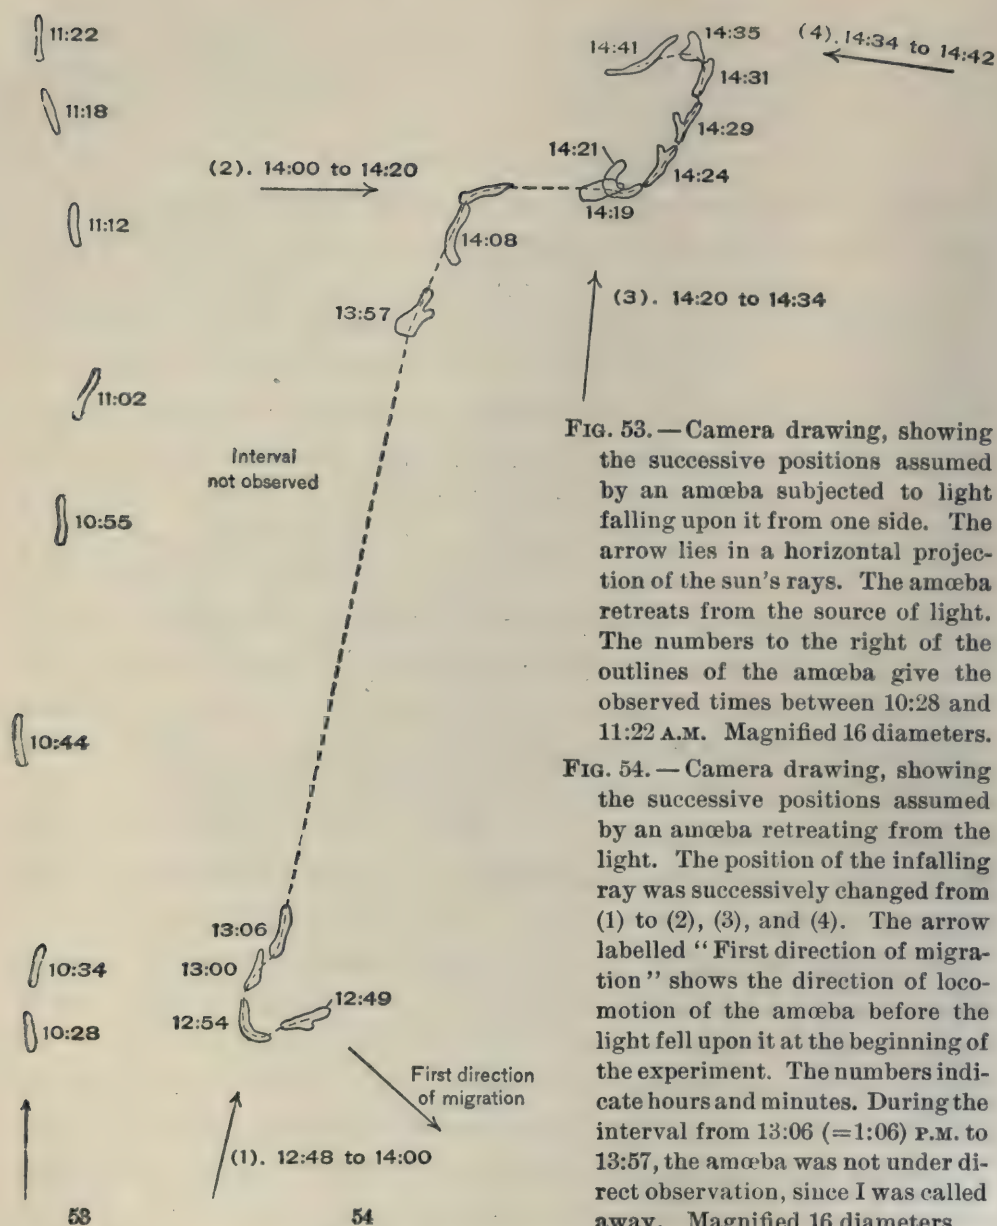 11:22
11:18
11:12
11:02
10:55
10:44
10:34
10:28
53
(2). 14:00 to 14:20
14:08
13:57
Interval
not observed
13:06
13:00
12:54
12:49
First direction
of migration
(1). 12:48 to 14:00
54
14:41
14:35
(4). 14:34 to 14:42
14:31
14:29
14:21
14:24
14:19
(3). 14:20 to 14:34
FIG. 53.—Camera drawing, showing
the successive positions assumed
by an amœba subjected to light
falling upon it from one side. The
arrow lies in a horizontal projec-
tion of the sun's rays. The amœba
retreats from the source of light.
The numbers to the right of the
outlines of the amœba give the
observed times between 10:28 and
11:22 A.M. Magnified 16 diameters.
FIG. 54.—Camera drawing, showing
the successive positions assumed
by an amœba retreating from the
light. The position of the infalling
ray was successively changed from
(1) to (2), (3), and (4). The arrow
labelled "First direction of migra-
tion" shows the direction of loco-
motion of the amœba before the
light fell upon it at the beginning of
the experiment. The numbers indi-
cate hours and minutes. During the
interval from 13:06 (=1:06) P.M. to
13:57, the amœba was not under di-
rect observation, since I was called
away. Magnified 16 diameters.